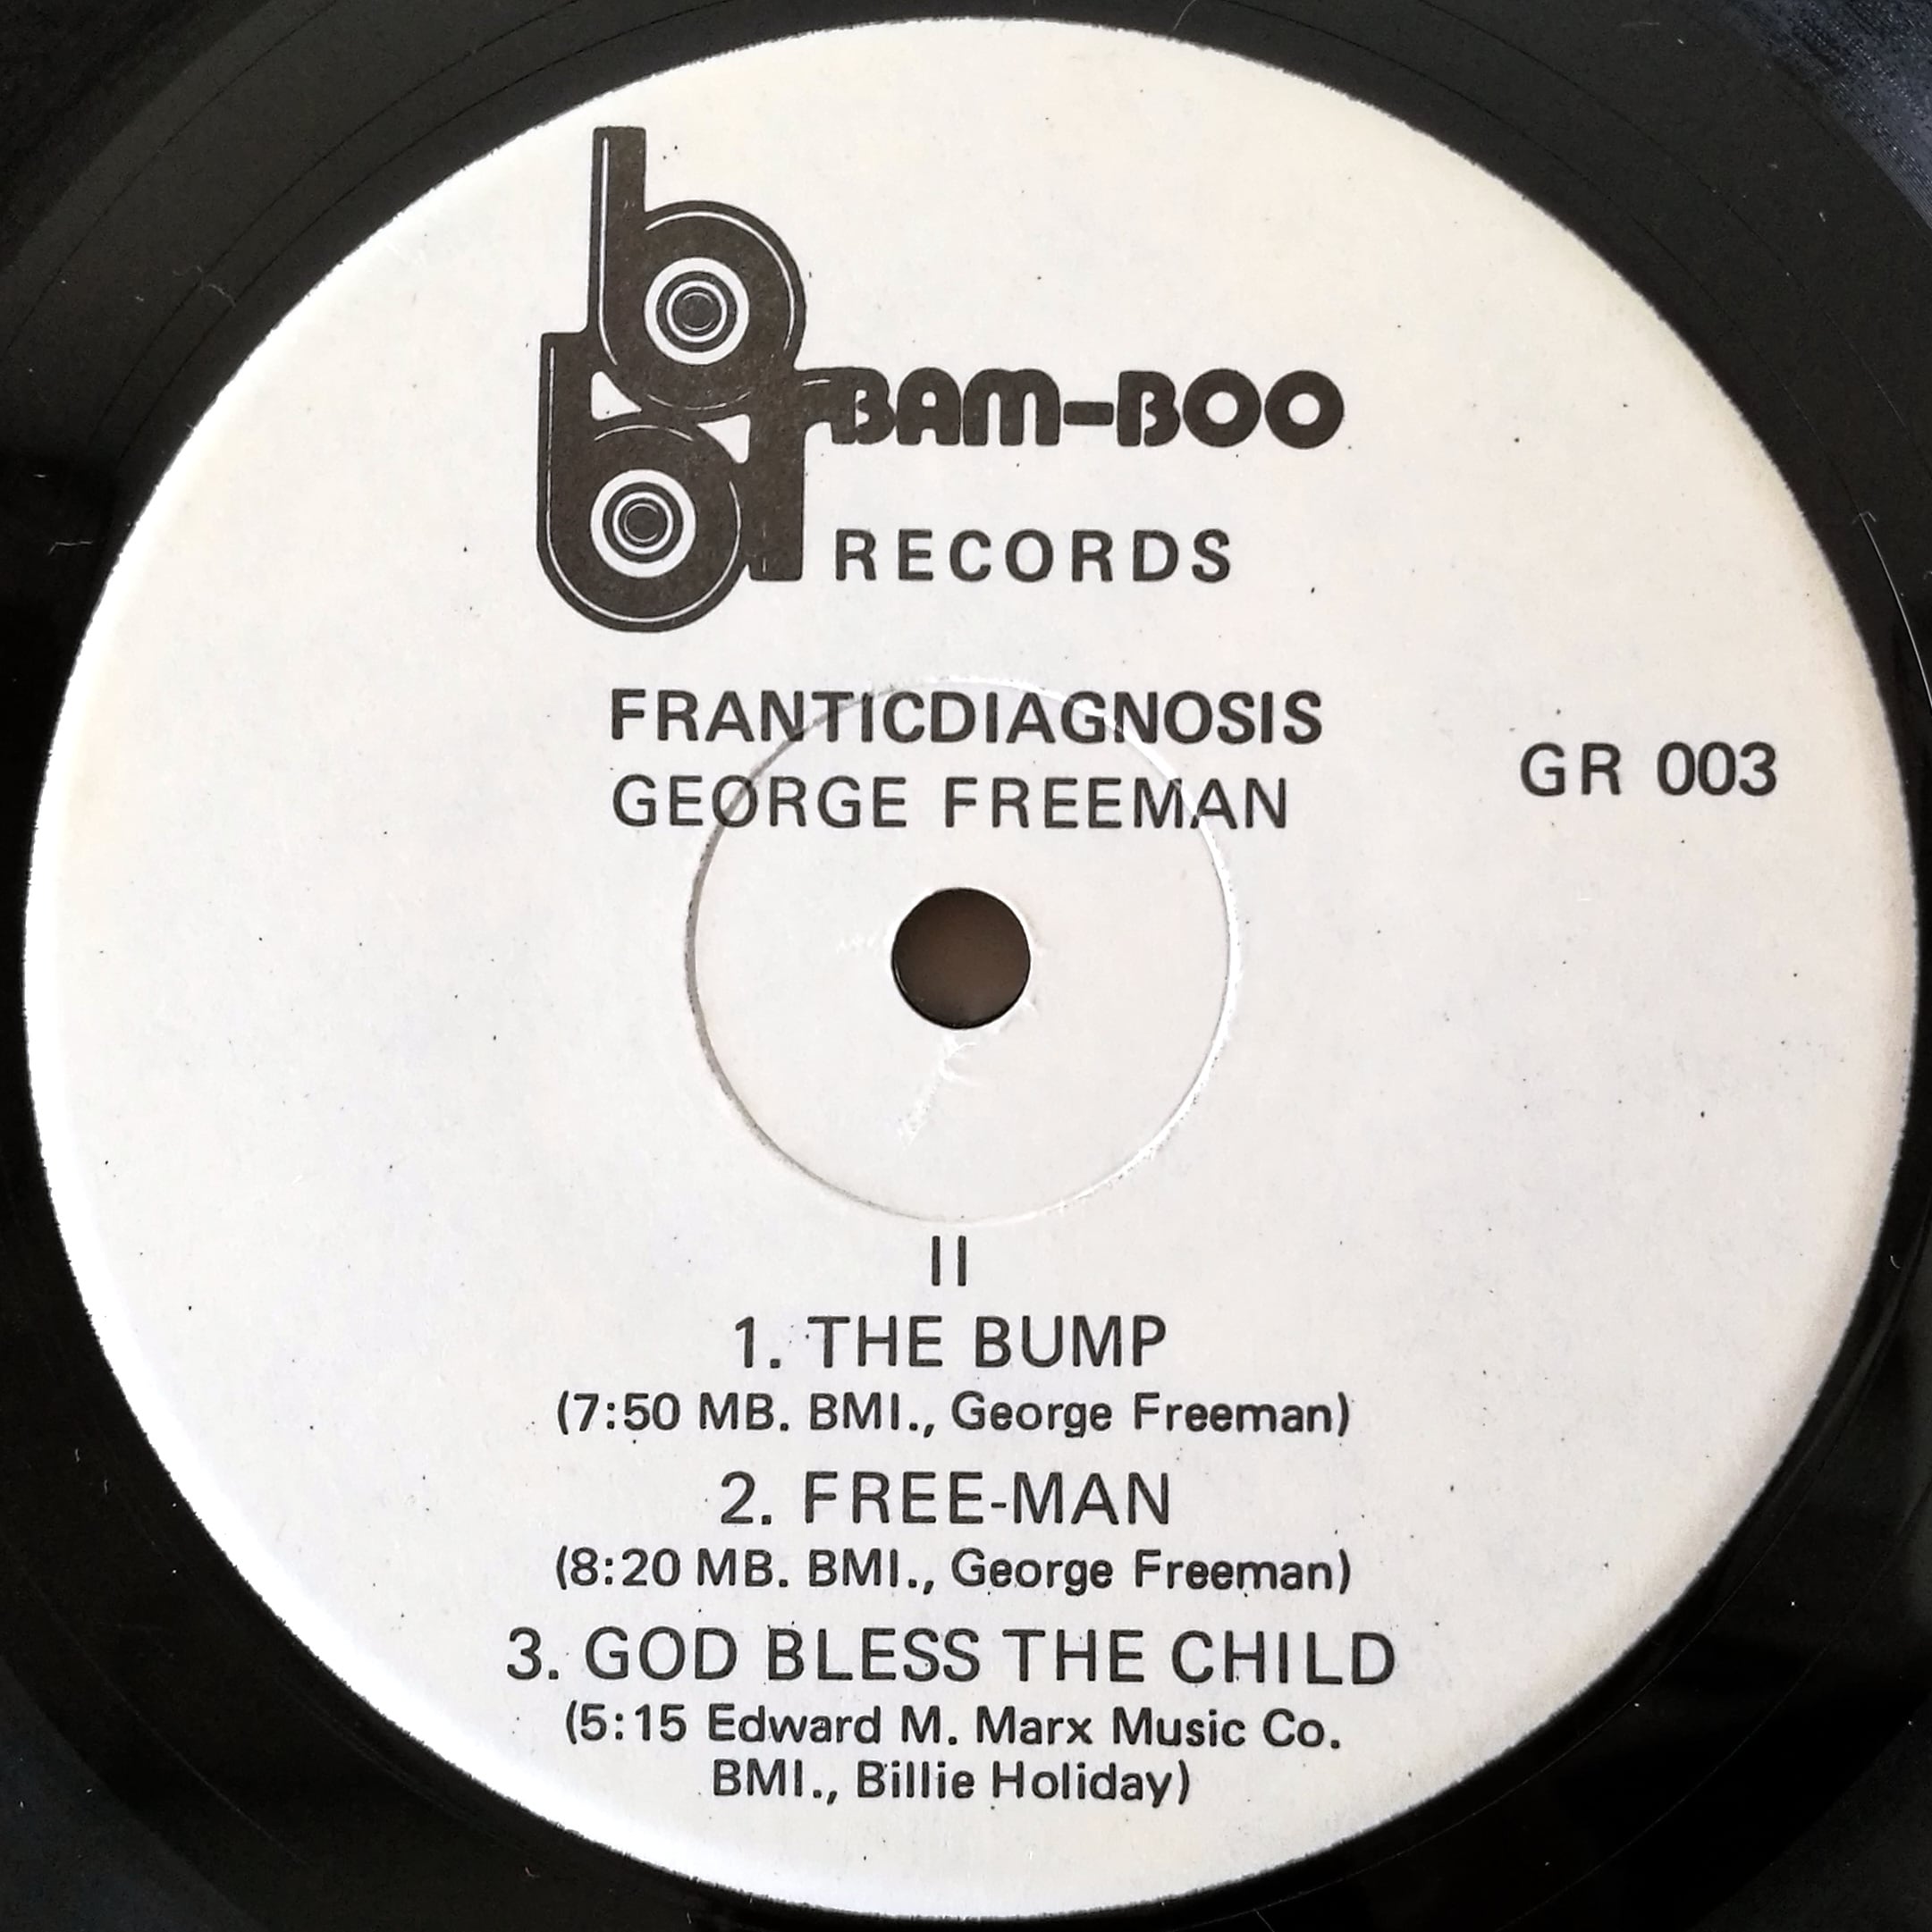 BAM-BOO
RECORDS
FRANTICDIAGNOSIS
GEORGE FREEMAN
GR 003
II
1. THE BUMP
(7:50 MB. BMI., George Freeman)
2. FREE-MAN
(8:20 MB. BMI., George Freeman)
3. GOD BLESS THE CHILD
(5:15 Edward M. Marx Music Co.
BMI., Billie Holiday)